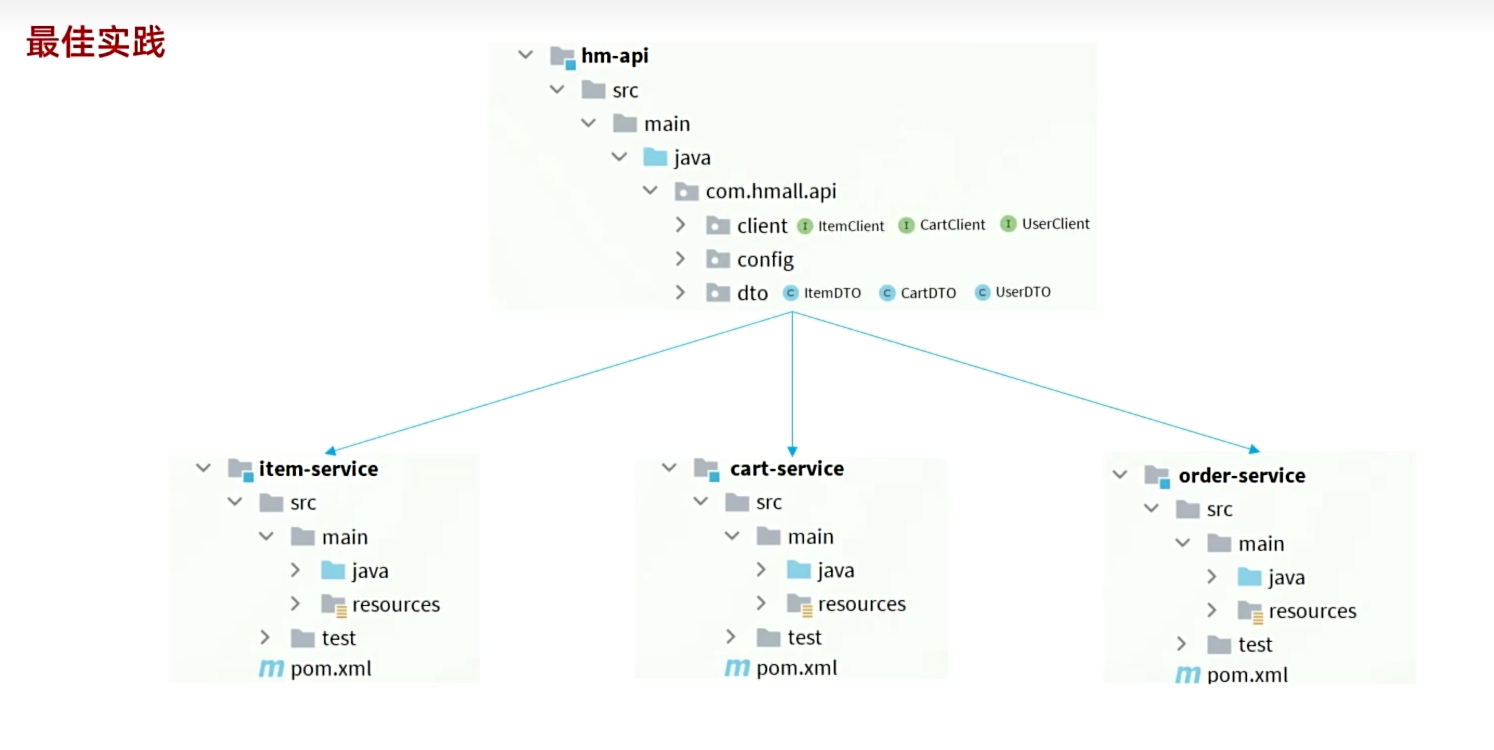 最佳实践
hm-api
src
main
java
com.hmall.api
client I ItemClient I CartClient I UserClient
config
dto C ItemDTO C CartDTO C UserDTO
item-service
src
main
java
resources
test
m pom.xml
cart-service
src
main
java
resources
test
m pom.xml
order-service
src
main
java
resources
test
m pom.xml